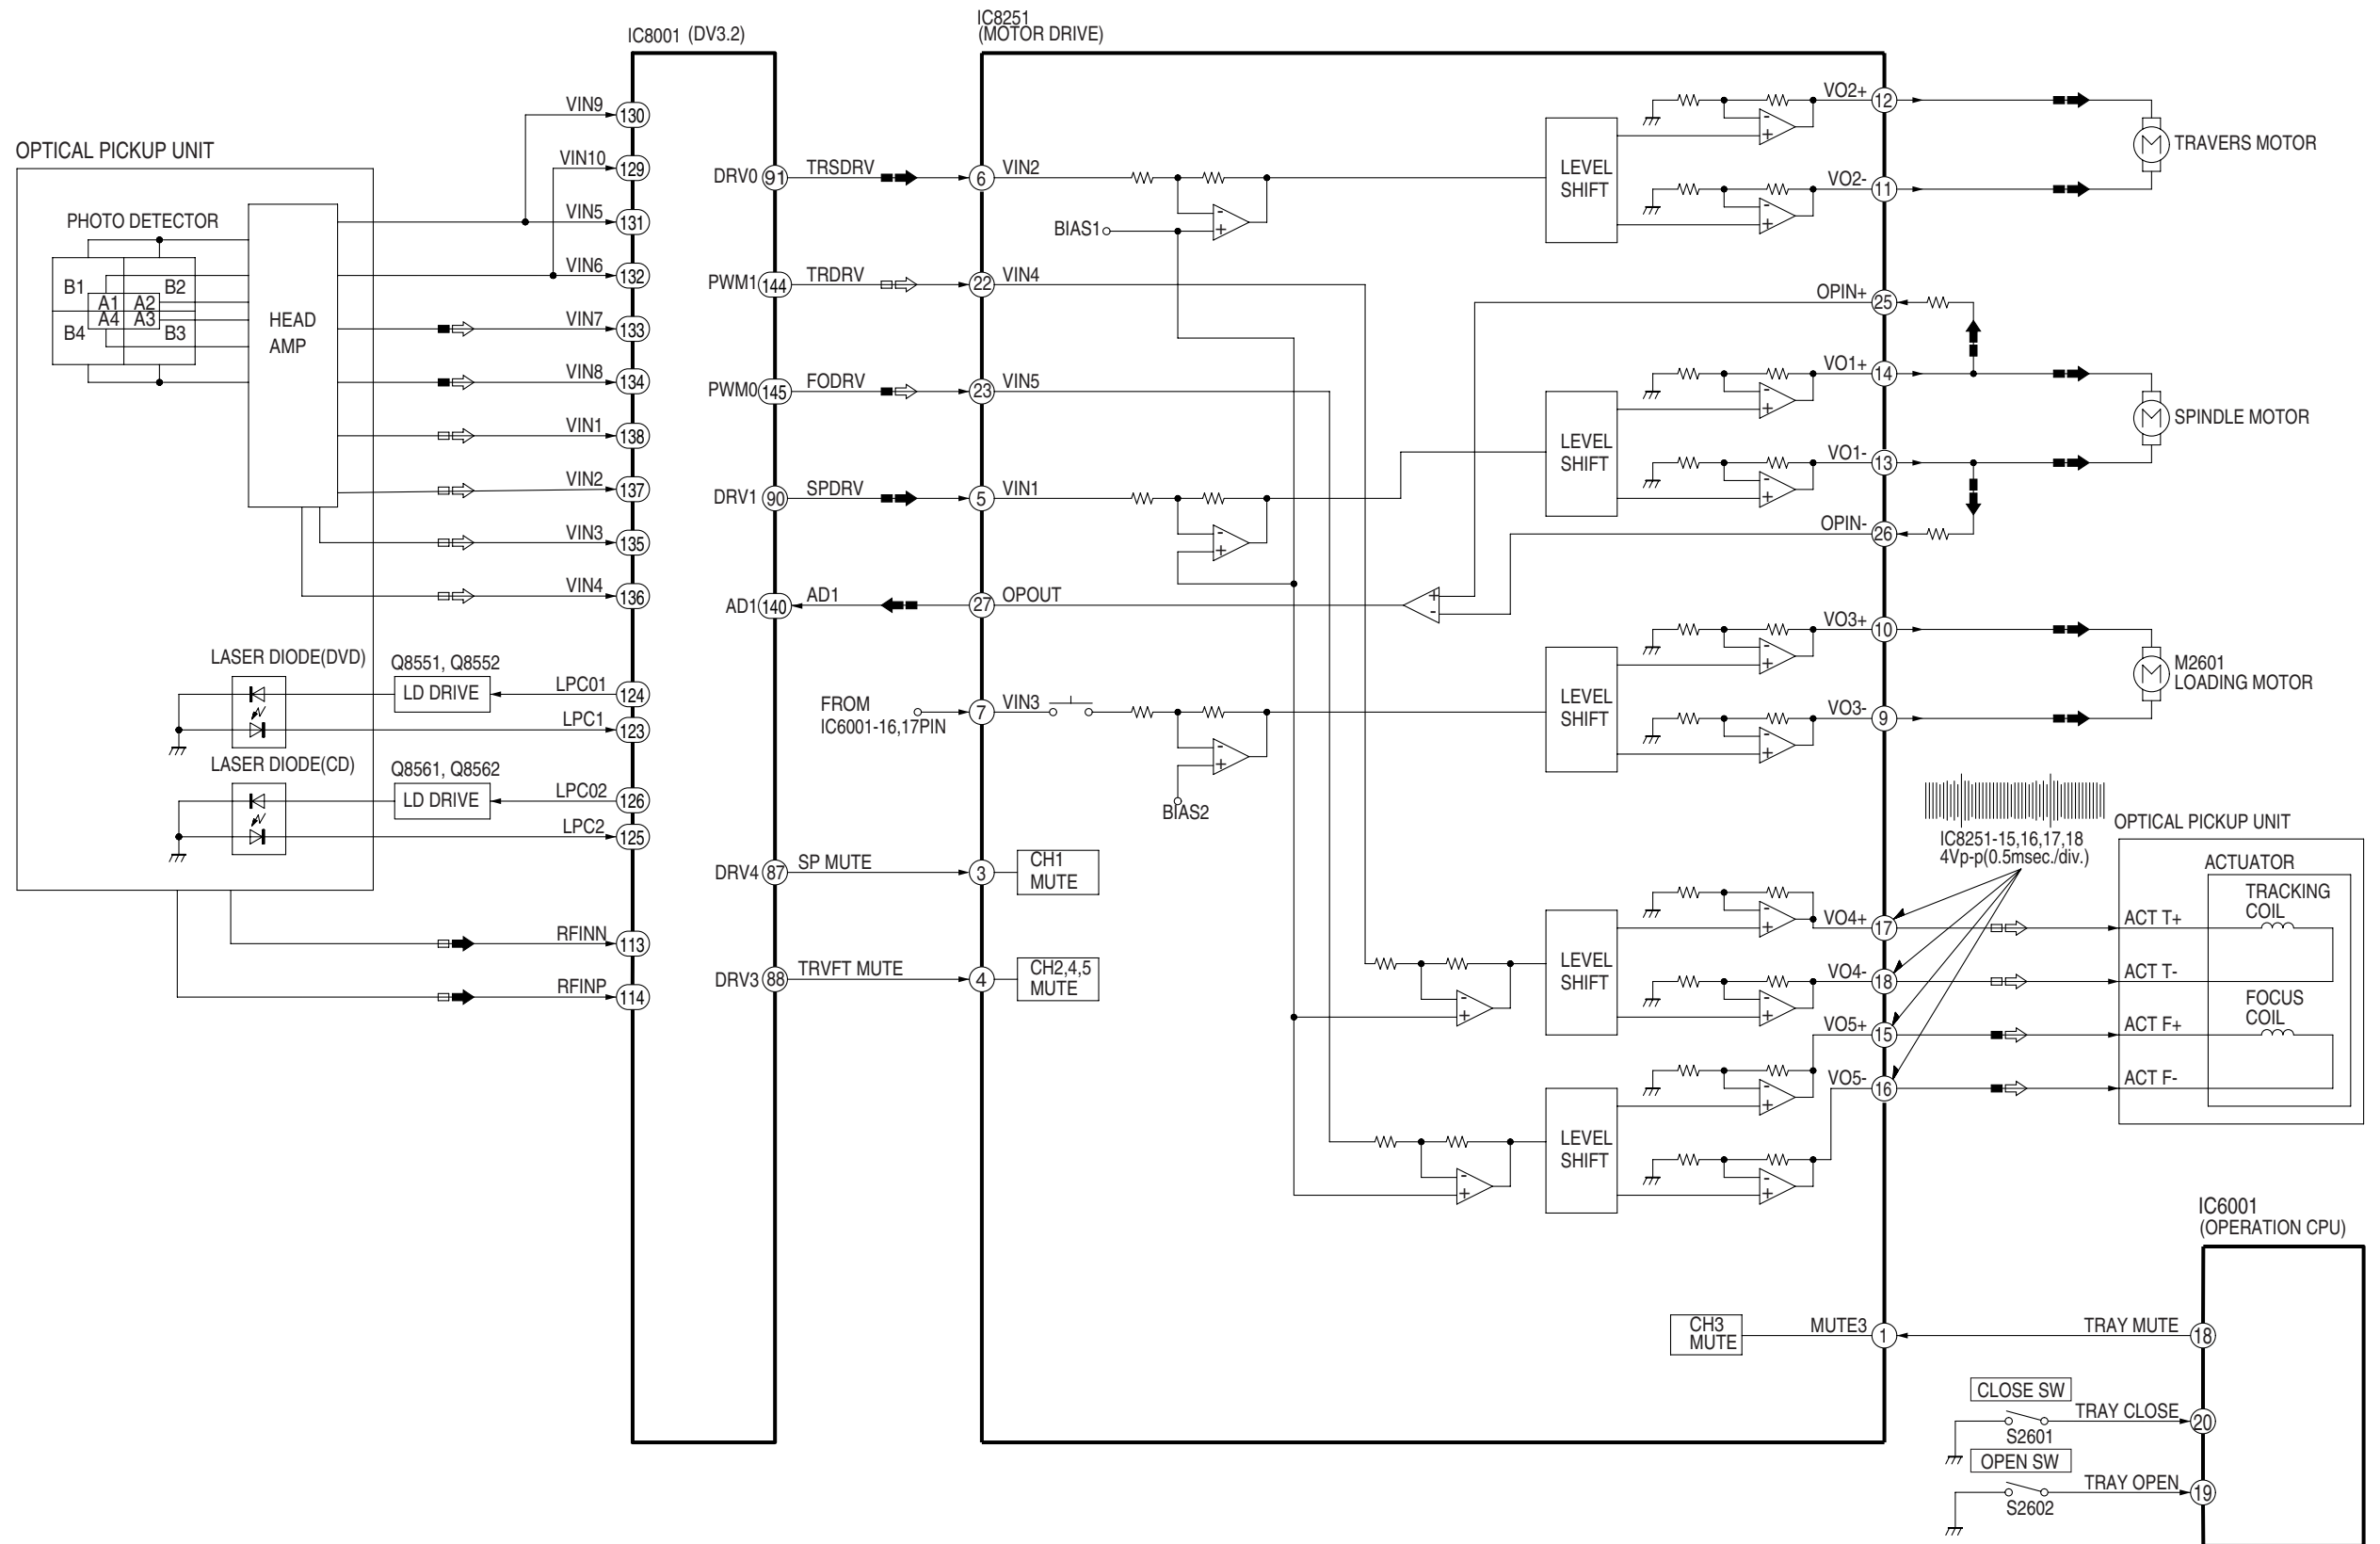 IC8001 (DV3.2)
IC8251
(MOTOR DRIVE)
OPTICAL PICKUP UNIT
PHOTO DETECTOR
B1
B2
A1
A2
A4
A3
B4
B3
HEAD
AMP
VIN9
130
VIN10
129
VIN5
131
VIN6
132
VIN7
133
VIN8
134
VIN1
138
VIN2
137
VIN3
135
VIN4
136
LASER DIODE(DVD)
Q8551, Q8552
LD DRIVE
LPC01
124
LPC1
123
LASER DIODE(CD)
Q8561, Q8562
LD DRIVE
LPC02
126
LPC2
125
RFINN
113
RFINP
114
DRV0
91
TRSDRV
6
VIN2
PWM1
144
TRDRV
22
VIN4
PWM0
145
FODRV
23
VIN5
DRV1
90
SPDRV
5
VIN1
AD1
140
AD1
27
OPOUT
FROM
IC6001-16,17PIN
7
VIN3
DRV4
87
SP MUTE
3
CH1
MUTE
DRV3
88
TRVFT MUTE
4
CH2,4,5
MUTE
BIAS1
- +
- +
- +
BIAS2
+ -
- +
- +
LEVEL
SHIFT
- +
- +
VO2+
12
VO2-
11
TRAVERS MOTOR
M
OPIN+
25
LEVEL
SHIFT
- +
- +
VO1+
14
VO1-
13
M
SPINDLE MOTOR
OPIN-
26
LEVEL
SHIFT
- +
- +
VO3+
10
VO3-
9
M
M2601
LOADING MOTOR
IC8251-15,16,17,18
4Vp-p(0.5msec./div.)
OPTICAL PICKUP UNIT
ACTUATOR
TRACKING
COIL
LEVEL
SHIFT
- +
- +
VO4+
17
ACT T+
VO4-
18
ACT T-
FOCUS
COIL
VO5+
15
ACT F+
LEVEL
SHIFT
- +
- +
VO5-
16
ACT F-
IC6001
(OPERATION CPU)
CH3
MUTE
MUTE3
1
TRAY MUTE
18
CLOSE SW
TRAY CLOSE
20
S2601
OPEN SW
TRAY OPEN
19
S2602